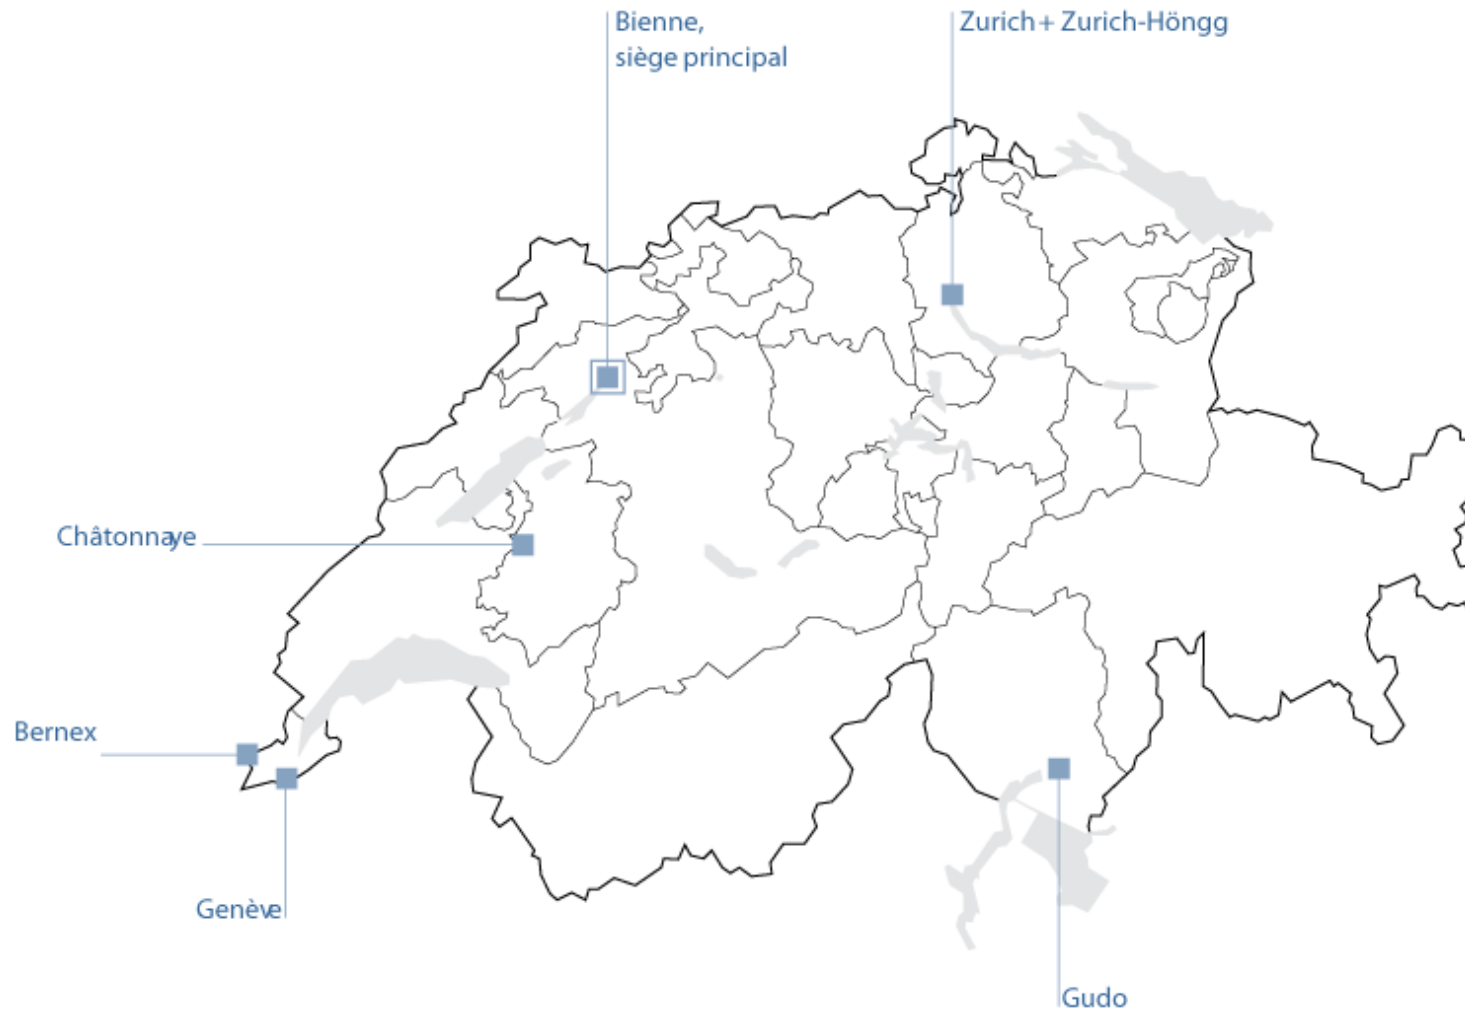 Bienne,
siège principal
Zurich + Zurich-Höngg
Châtonnaye
Bernex
Genève
Gudo